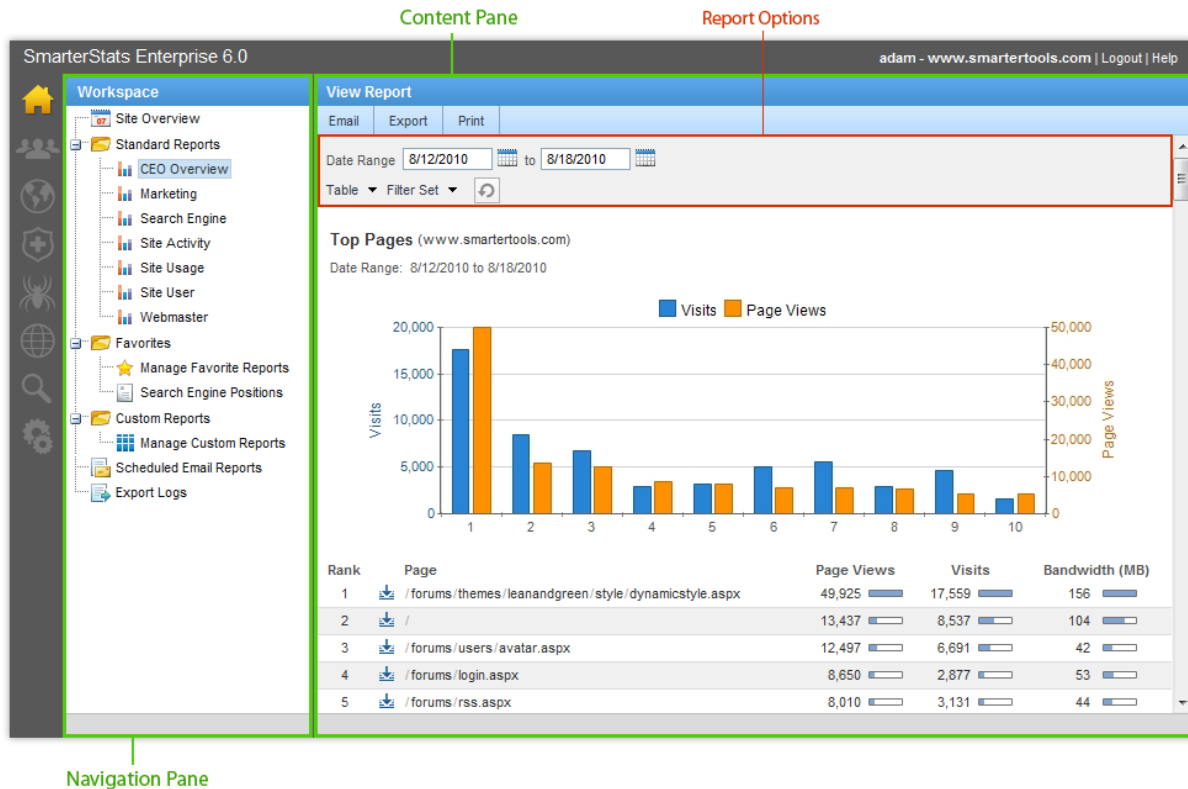 Content Pane
Report Options
SmarterStats Enterprise 6.0
adam - www.smartertools.com | Logout | Help
Workspace
07 Site Overview
Standard Reports
CEO Overview
Marketing
Search Engine
Site Activity
Site Usage
Site User
Webmaster
Favorites
Manage Favorite Reports
Search Engine Positions
Custom Reports
Manage Custom Reports
Scheduled Email Reports
Export Logs
View Report
Email Export Print
Date Range 8/12/2010 to 8/18/2010
Table Filter Set
Top Pages (www.smartertools.com)
Date Range: 8/12/2010 to 8/18/2010
Visits Page Views
20,000
15,000
10,000
5,000
0
Visits
50,000
40,000
30,000
20,000
10,000
0
Page Views
1 2 3 4 5 6 7 8 9 10
Rank Page Page Views Visits Bandwidth (MB)
1 /forums/themes/leanandgreen/style/dynamicstyle.aspx 49,925 17,559 156
2 / 13,437 8,537 104
3 /forums/users/avatar.aspx 12,497 6,691 42
4 /forums/login.aspx 8,650 2,877 53
5 /forums/rss.aspx 8,010 3,131 44
Navigation Pane